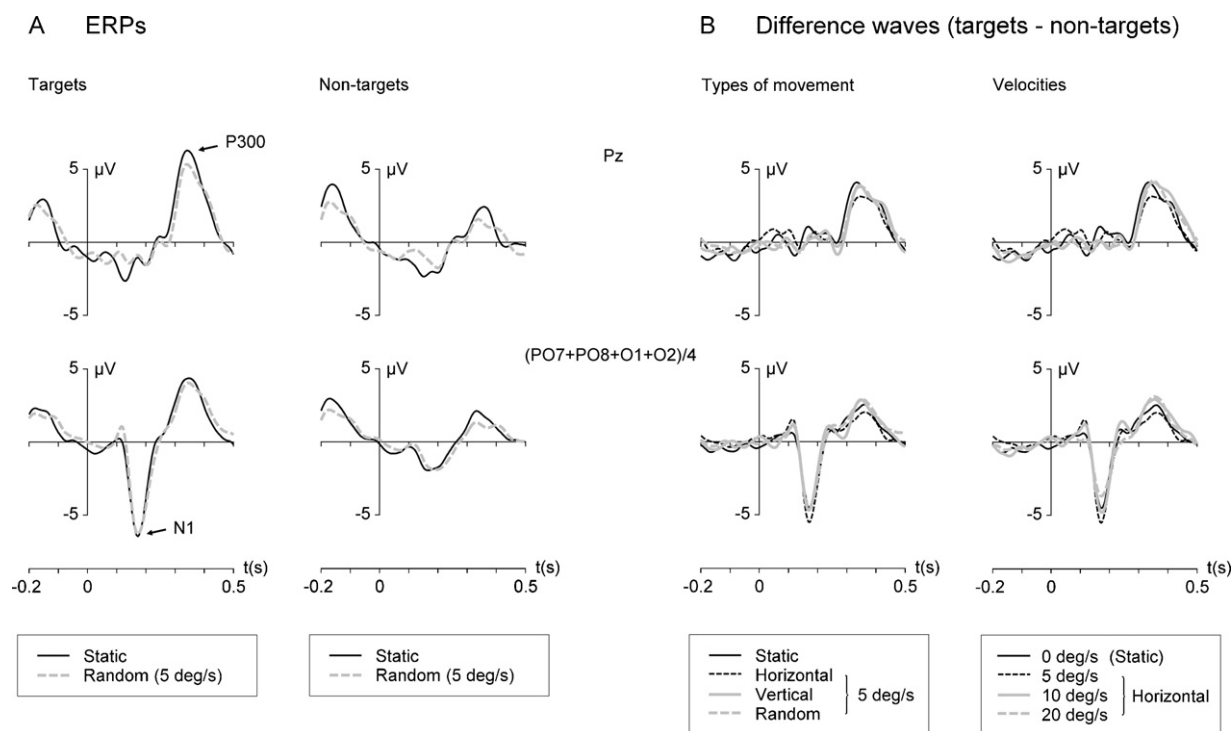 A ERPs
B Difference waves (targets - non-targets)
Targets
Non-targets
Types of movement
Velocities
P300
Pz
5 µV
-5
5 µV
-5
5 µV
-5
5 µV
-5
(PO7+PO8+O1+O2)/4
5 µV
-5
N1
5 µV
-5
5 µV
-5
5 µV
-5
t(s)
-0.2 0 0.5
t(s)
-0.2 0 0.5
t(s)
-0.2 0 0.5
t(s)
-0.2 0 0.5
Static
Random (5 deg/s)
Static
Random (5 deg/s)
Static
Horizontal
Vertical
Random
5 deg/s
0 deg/s (Static)
5 deg/s
10 deg/s
20 deg/s
Horizontal